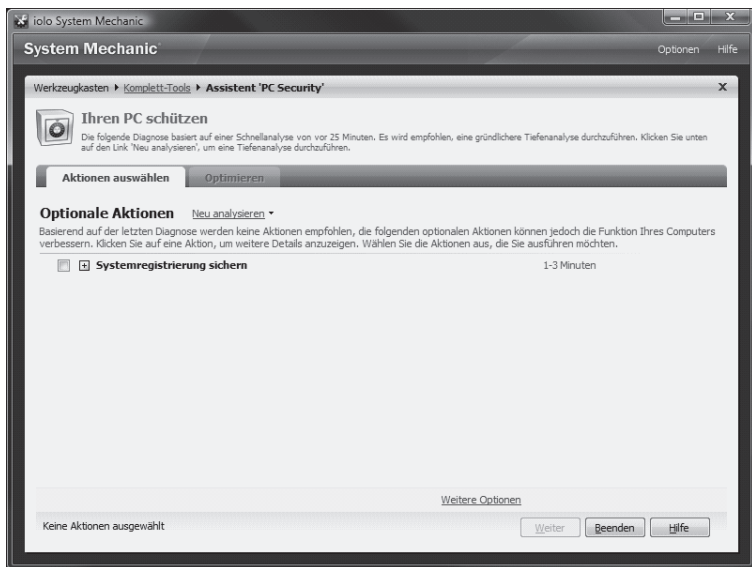 iolo System Mechanic
System Mechanic
Optionen Hilfe
Werkzeugkasten Komplett-Tools Assistent 'PC Security' X
Ihren PC schützen
Die folgende Diagnose basiert auf einer Schnellanalyse von vor 25 Minuten. Es wird empfohlen, eine gründlichere Tiefenanalyse durchzuführen. Klicken Sie unten
auf den Link 'Neu analysieren', um eine Tiefenanalyse durchzuführen.
Aktionen auswählen Optimieren
Optionale Aktionen Neu analysieren
Basierend auf der letzten Diagnose werden keine Aktionen empfohlen, die folgenden optionalen Aktionen können jedoch die Funktion Ihres Computers
verbessern. Klicken Sie auf eine Aktion, um weitere Details anzuzeigen. Wählen Sie die Aktionen aus, die Sie ausführen möchten.
Systemregistrierung sichern 1-3 Minuten
Weitere Optionen
Keine Aktionen ausgewählt Weiter Beenden Hilfe